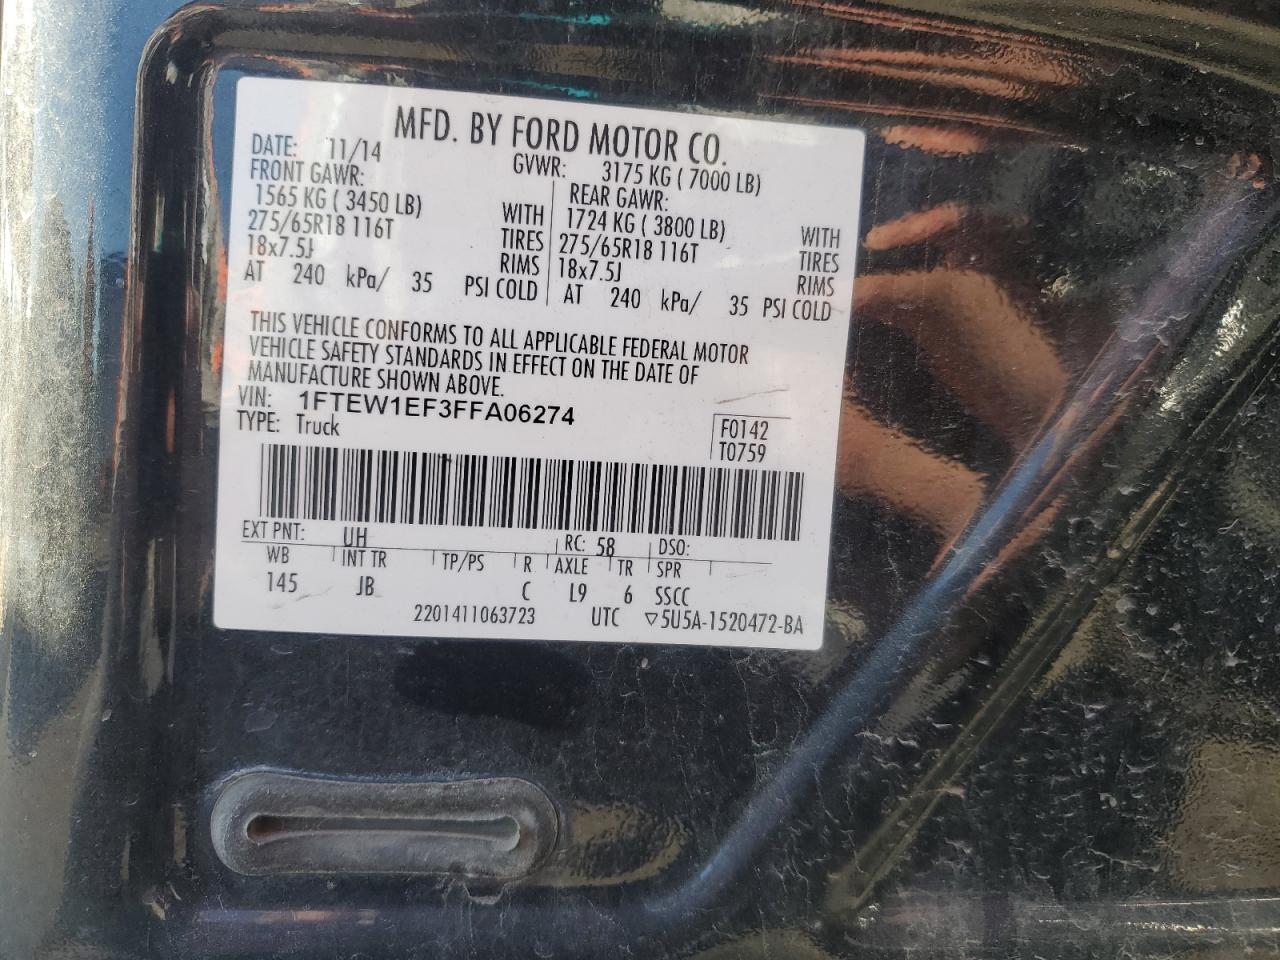 MFD. BY FORD MOTOR CO.
DATE: 11/14 GVWR: 3175 KG ( 7000 LB)
FRONT GAWR: REAR GAWR:
1565 KG ( 3450 LB) WITH 1724 KG ( 3800 LB) WITH
275/65R18 116T TIRES 275/65R18 116T TIRES
18x7.5J RIMS 18x7.5J RIMS
AT 240 kPa/ 35 PSI COLD AT 240 kPa/ 35 PSI COLD
THIS VEHICLE CONFORMS TO ALL APPLICABLE FEDERAL MOTOR
VEHICLE SAFETY STANDARDS IN EFFECT ON THE DATE OF
MANUFACTURE SHOWN ABOVE.
VIN: 1FTEW1EF3FFA06274
TYPE: Truck
F0142
T0759
EXT PNT: UH RC: 58 DSO:
WB INT TR TP/PS R AXLE TR SPR
145 JB C L9 6 SSCC
2201411063723 UTC ▽5U5A-1520472-BA